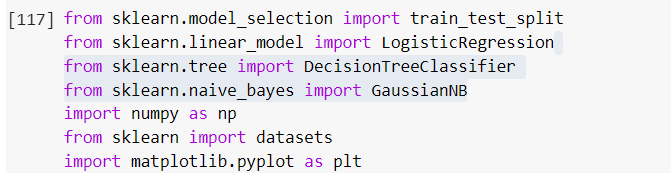 [117] from sklearn.model_selection import train_test_split
from sklearn.linear_model import LogisticRegression
from sklearn.tree import DecisionTreeClassifier
from sklearn.naive_bayes import GaussianNB
import numpy as np
from sklearn import datasets
import matplotlib.pyplot as plt